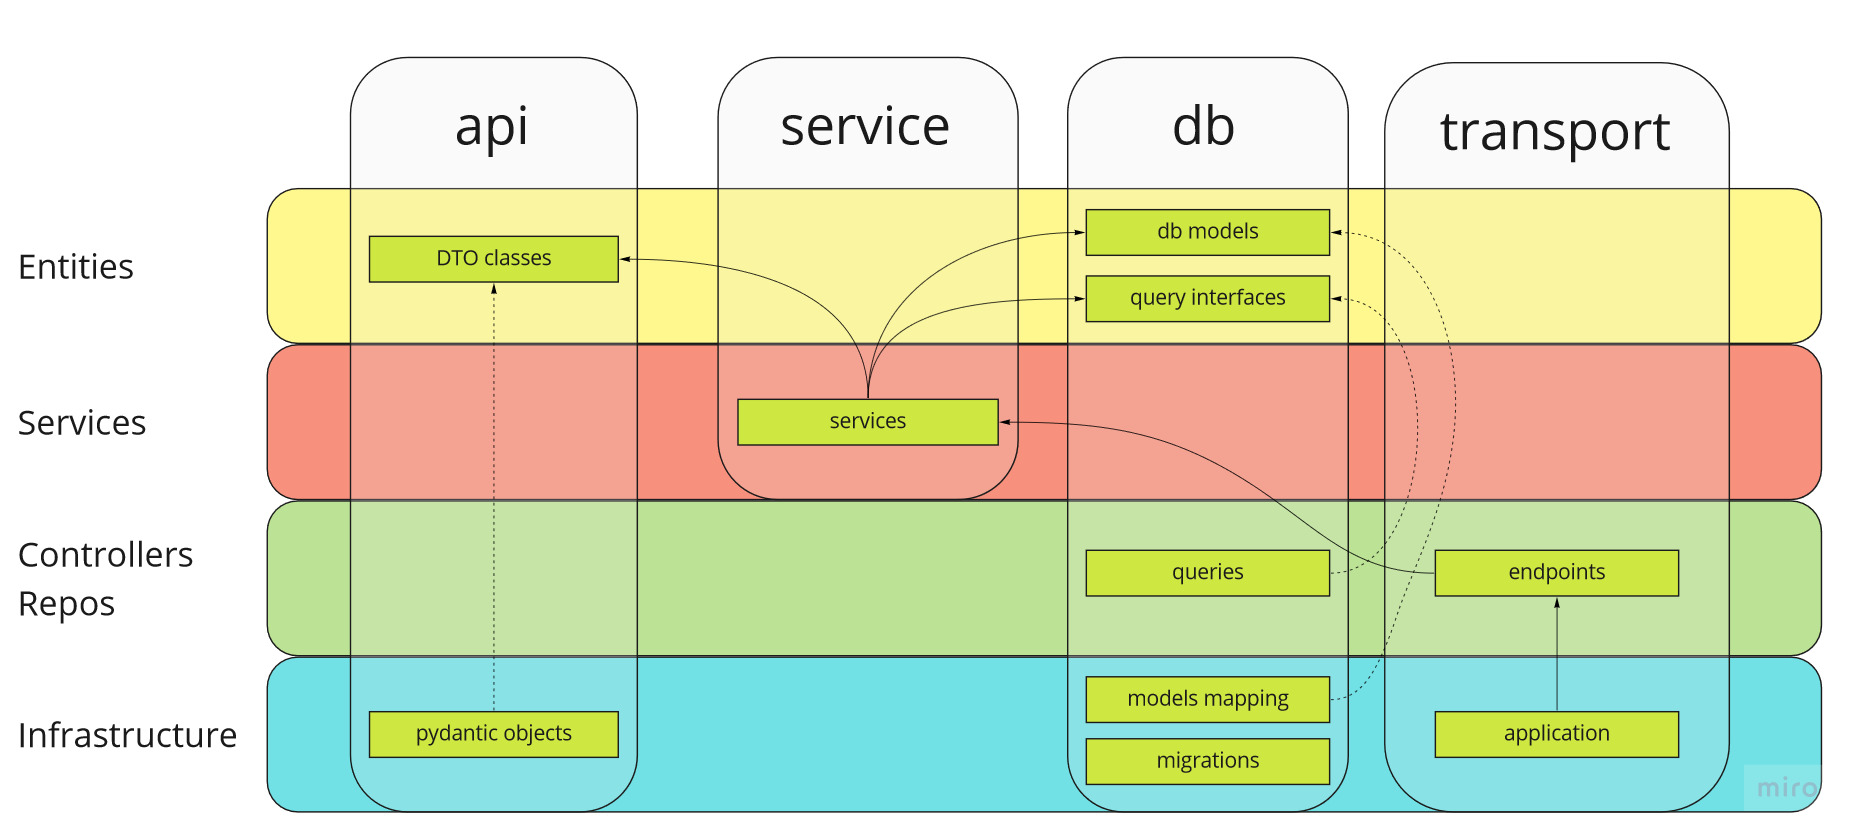 api
service
db
transport
Entities
DTO classes
db models
query interfaces
Services
services
Controllers
Repos
queries
endpoints
Infrastructure
pydantic objects
models mapping
migrations
application
miro